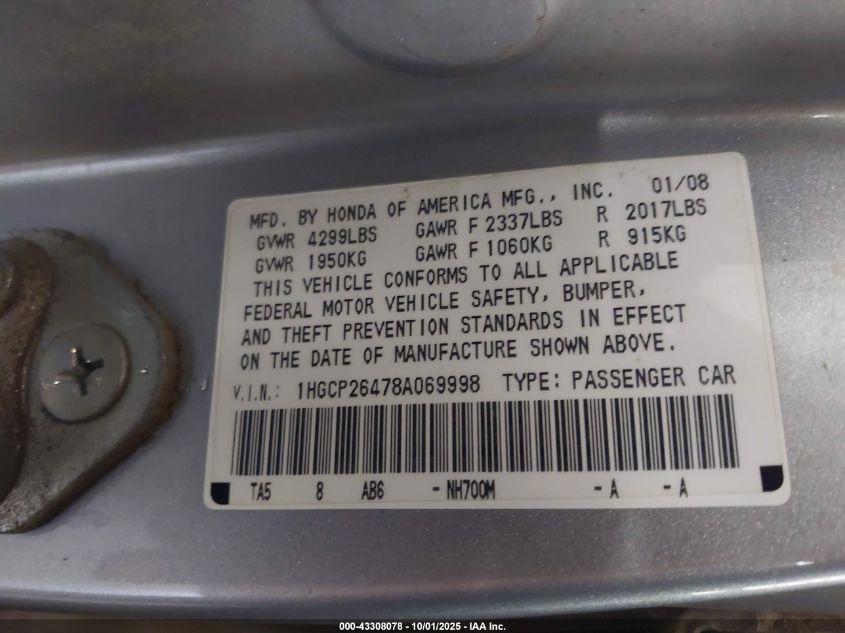 MFD. BY HONDA OF AMERICA MFG., INC. 01/08
GVWR 4299LBS GAWR F 2337LBS R 2017LBS
GVWR 1950KG GAWR F 1060KG R 915KG
THIS VEHICLE CONFORMS TO ALL APPLICABLE
FEDERAL MOTOR VEHICLE SAFETY, BUMPER,
AND THEFT PREVENTION STANDARDS IN EFFECT
ON THE DATE OF MANUFACTURE SHOWN ABOVE.
V.I.N.: 1HGCP26478A069998 TYPE: PASSENGER CAR
TA5 8 AB6 - NH700M - A - A
000-43308078 - 10/01/2025 - IAA Inc.